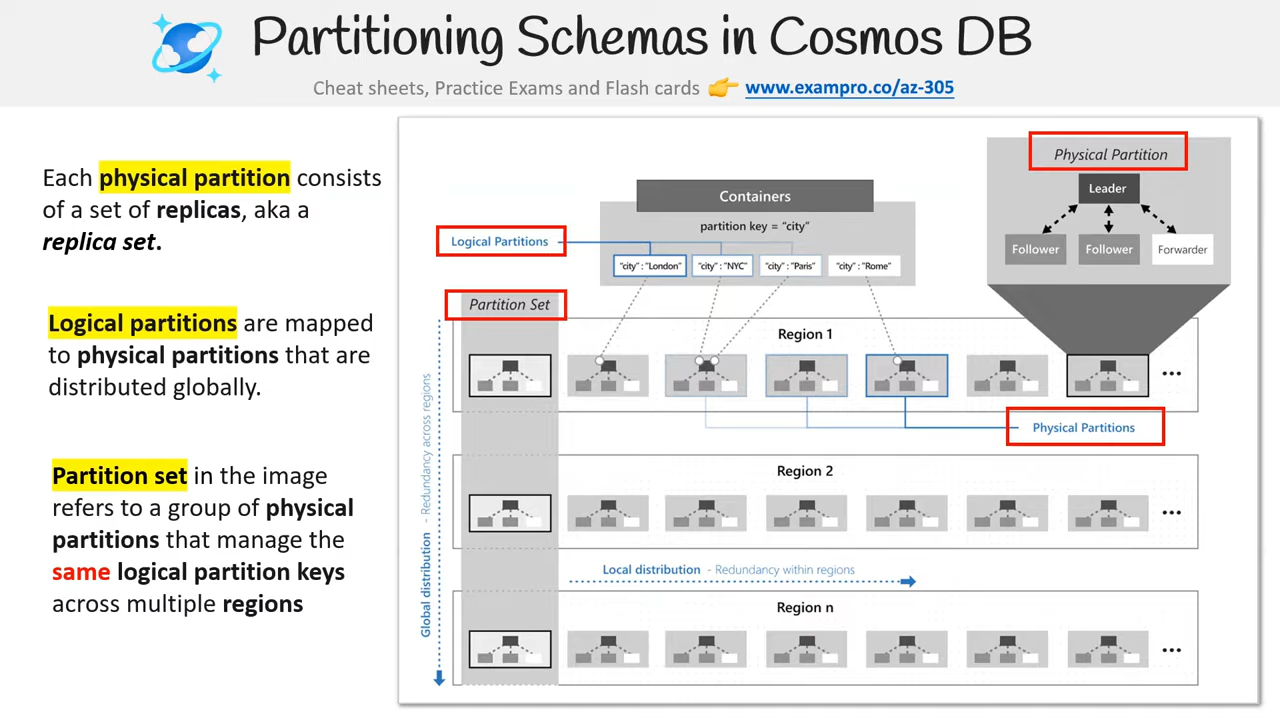 Partitioning Schemas in Cosmos DB
Cheat sheets, Practice Exams and Flash cards 👉 www.exampro.co/az-305
Each physical partition consists
of a set of replicas, aka a
replica set.
Logical partitions are mapped
to physical partitions that are
distributed globally.
Partition set in the image
refers to a group of physical
partitions that manage the
same logical partition keys
across multiple regions
Containers
partition key = “city”
Logical Partitions
“city” : “London”
“city” : “NYC”
“city” : “Paris”
“city” : “Rome”
Physical Partition
Leader
Follower
Follower
Forwarder
Partition Set
Region 1
...
Physical Partitions
Region 2
...
Local distribution - Redundancy within regions
Region n
...
Global distribution - Redundancy across regions